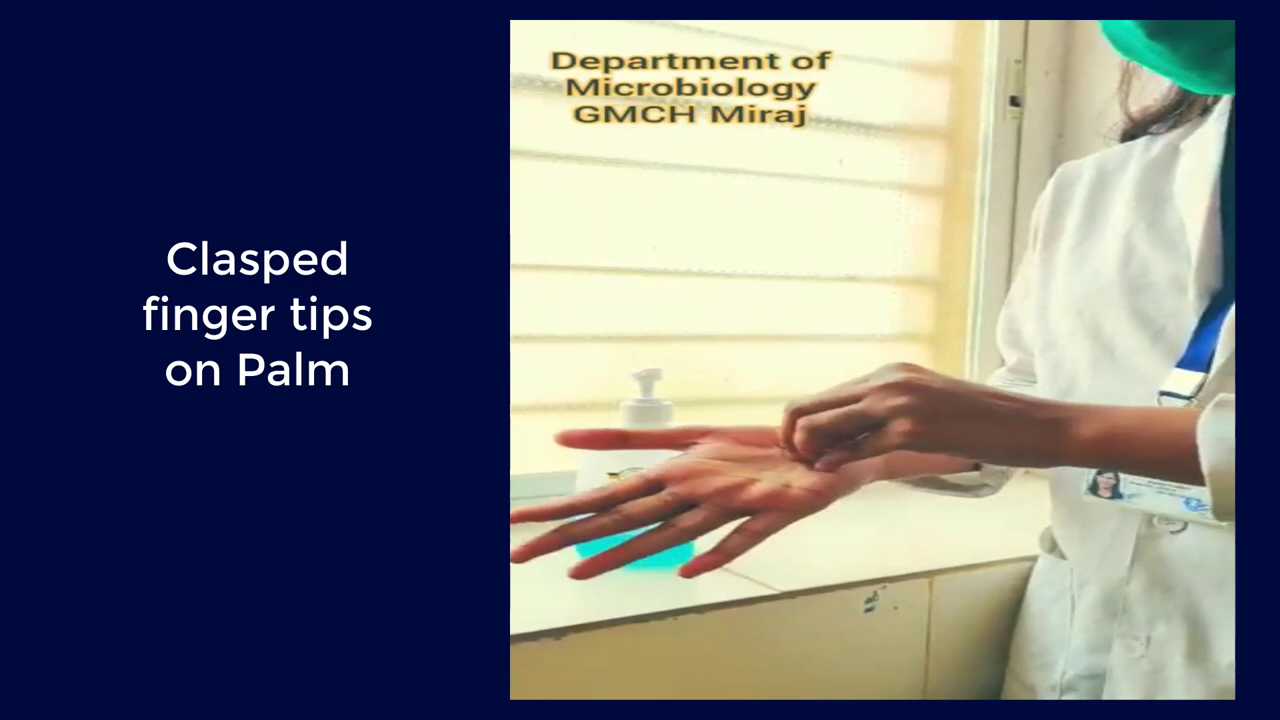 Clasped
finger tips
on Palm
Department of
Microbiology
GMCH Miraj